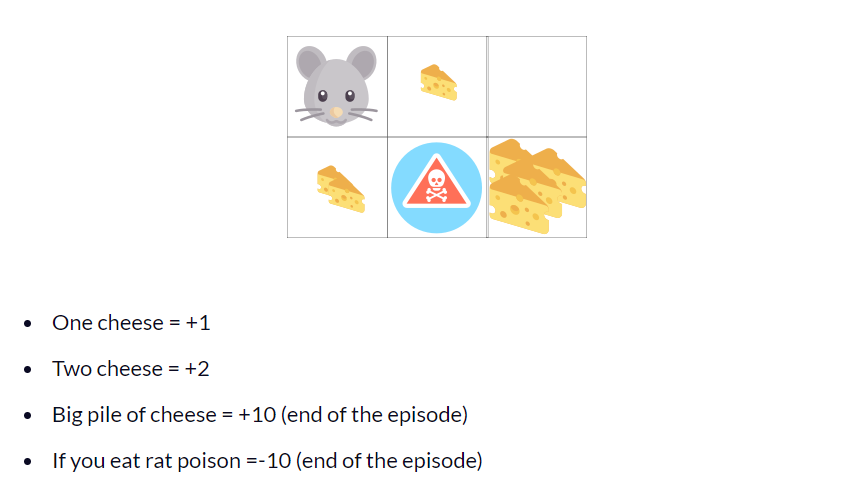 One cheese = +1
Two cheese = +2
Big pile of cheese = +10 (end of the episode)
If you eat rat poison =-10 (end of the episode)